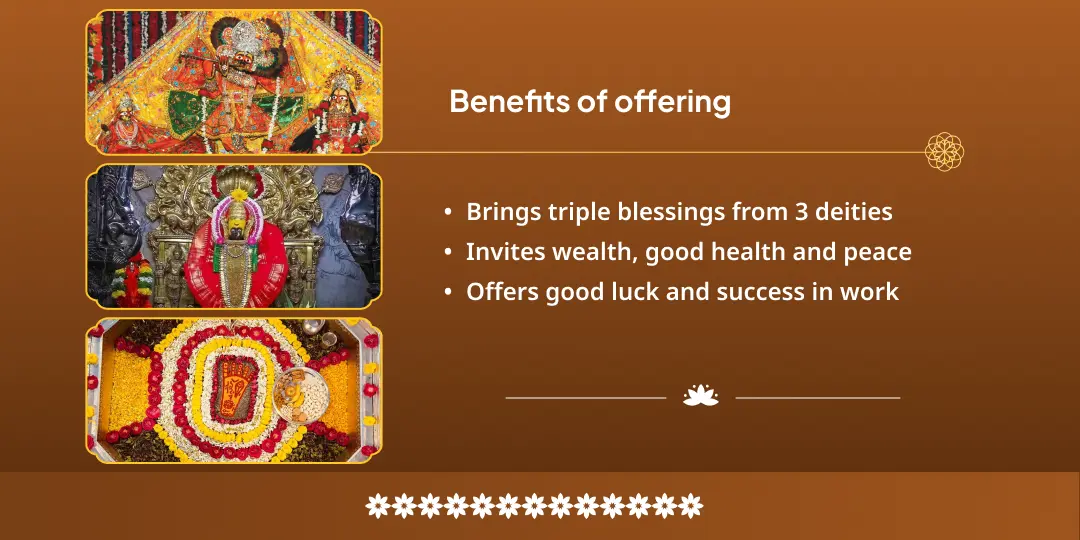 Benefits of offering
• Brings triple blessings from 3 deities
• Invites wealth, good health and peace
• Offers good luck and success in work